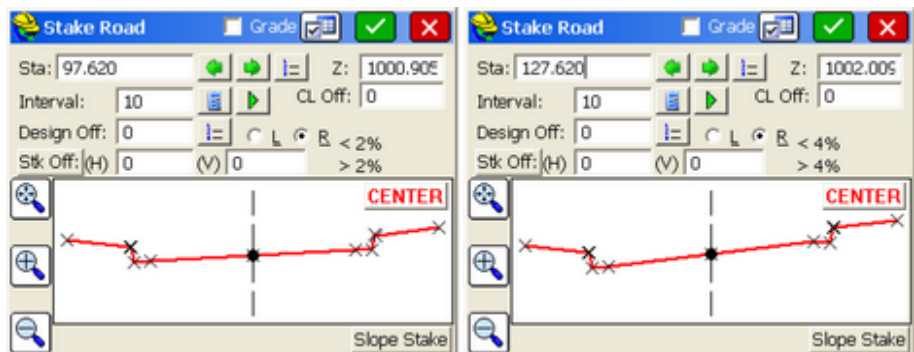 Stake Road Grade
Sta: 97.620 Z: 1000.905
Interval: 10 CL Off: 0
Design Off: 0 L R < 2%
Stk Off: (H) 0 (V) 0 > 2%
CENTER
Slope Stake
Stake Road Grade
Sta: 127.620 Z: 1002.009
Interval: 10 CL Off: 0
Design Off: 0 L R < 4%
Stk Off: (H) 0 (V) 0 > 4%
CENTER
Slope Stake